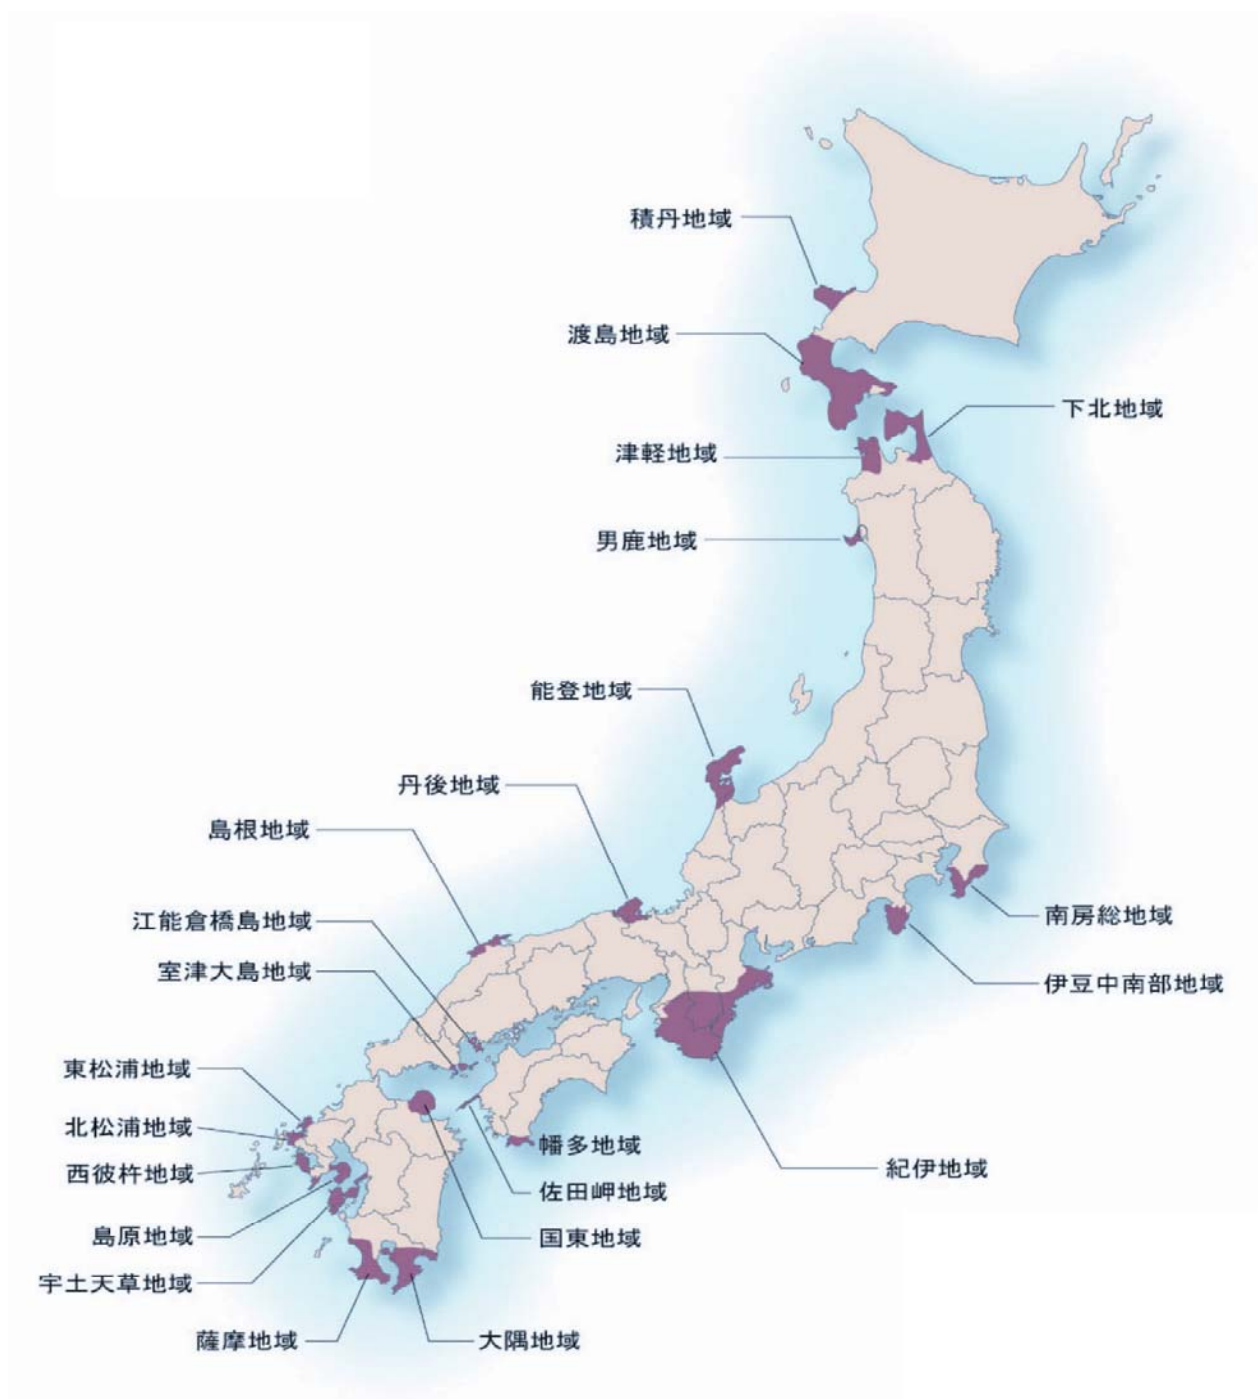 積丹地域
渡島地域
下北地域
津軽地域
男鹿地域
能登地域
丹後地域
島根地域
江能倉橋島地域
南房総地域
室津大島地域
伊豆中南部地域
東松浦地域
北松浦地域
幡多地域
紀伊地域
西彼杵地域
佐田岬地域
島原地域
国東地域
宇土天草地域
薩摩地域
大隅地域